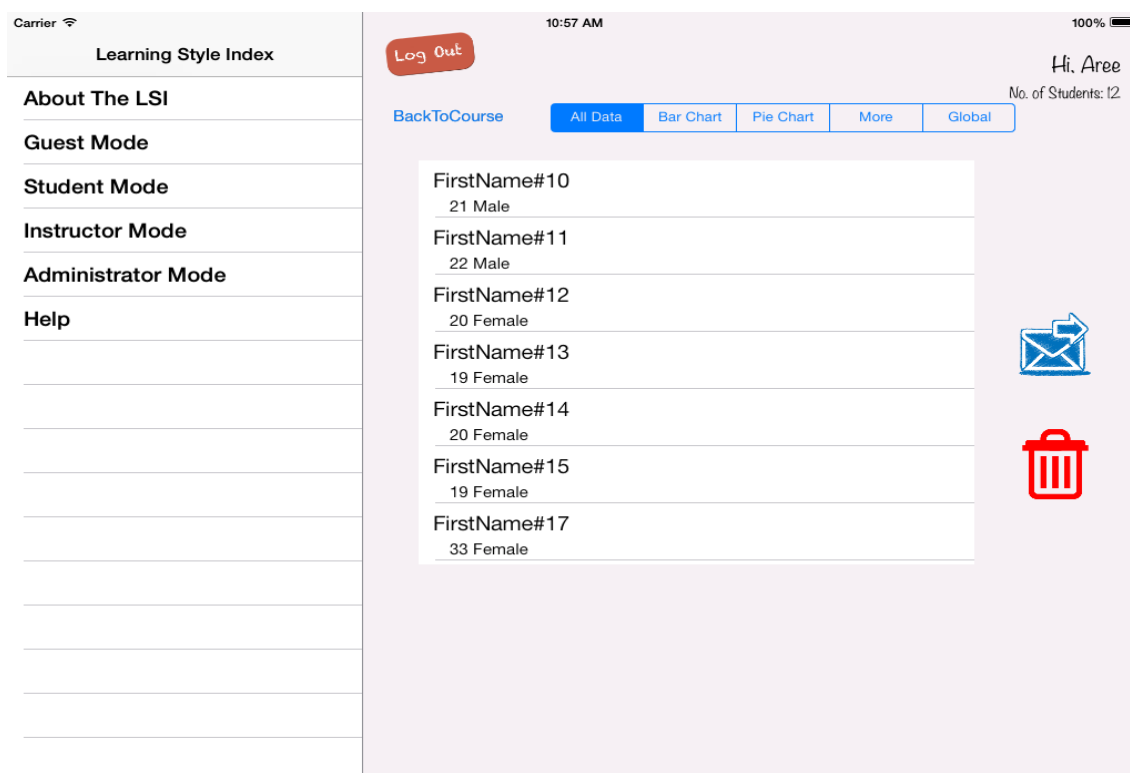 Carrier
10:57 AM
100%
Learning Style Index
Log Out
Hi, Aree
No. of Students: 12
About The LSI
Guest Mode
Student Mode
Instructor Mode
Administrator Mode
Help
BackToCourse
All Data
Bar Chart
Pie Chart
More
Global
FirstName#10
21 Male
FirstName#11
22 Male
FirstName#12
20 Female
FirstName#13
19 Female
FirstName#14
20 Female
FirstName#15
19 Female
FirstName#17
33 Female